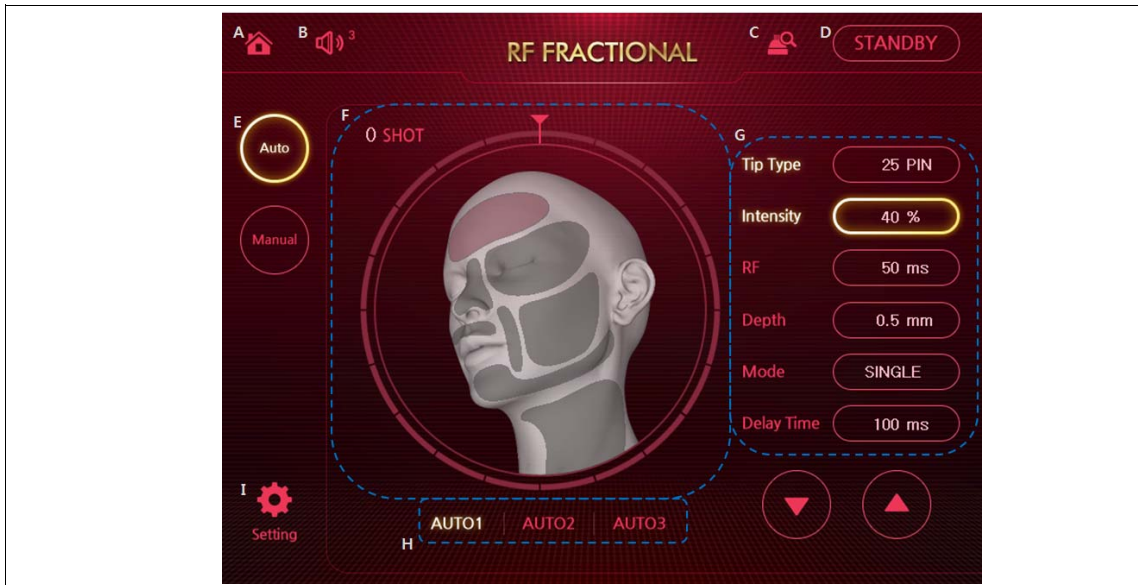 A
B
3
RF FRACTIONAL
C
D
STANDBY
E
Auto
F
0 SHOT
G
Tip Type 25 PIN
Intensity 40 %
Manual
RF 50 ms
Depth 0.5 mm
Mode SINGLE
Delay Time 100 ms
I
Setting
H
AUTO1 AUTO2 AUTO3